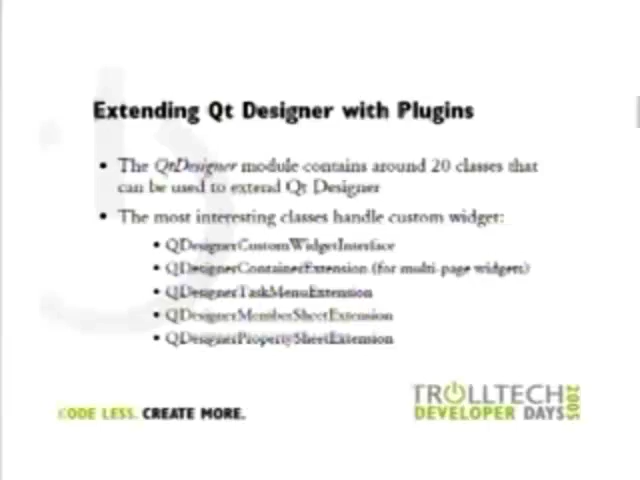 Extending Qt Designer with Plugins
• The QtDesigner module contains around 20 classes that
can be used to extend Qt Designer
• The most interesting classes handle custom widget:
• QDesignerCustomWidgetInterface
• QDesignerContainerExtension (for multi-page widgets)
• QDesignerTaskMenuExtension
• QDesignerMemberSheetExtension
• QDesignerPropertySheetExtension
CODE LESS. CREATE MORE.
TROLLTECH
DEVELOPER DAYS
2005